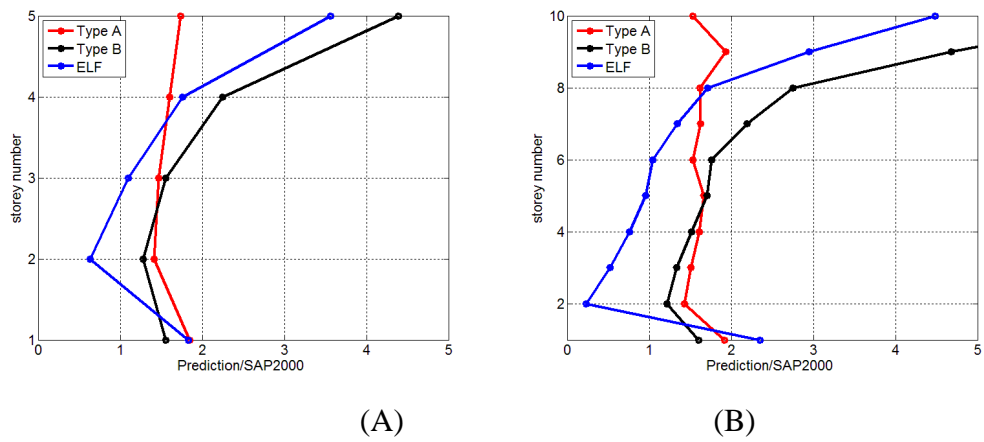 5
4
3
2
1
storey number
Type A
Type B
ELF
0 1 2 3 4 5
Prediction/SAP2000
(A)
10
8
6
4
2
0
storey number
Type A
Type B
ELF
0 1 2 3 4 5
Prediction/SAP2000
(B)